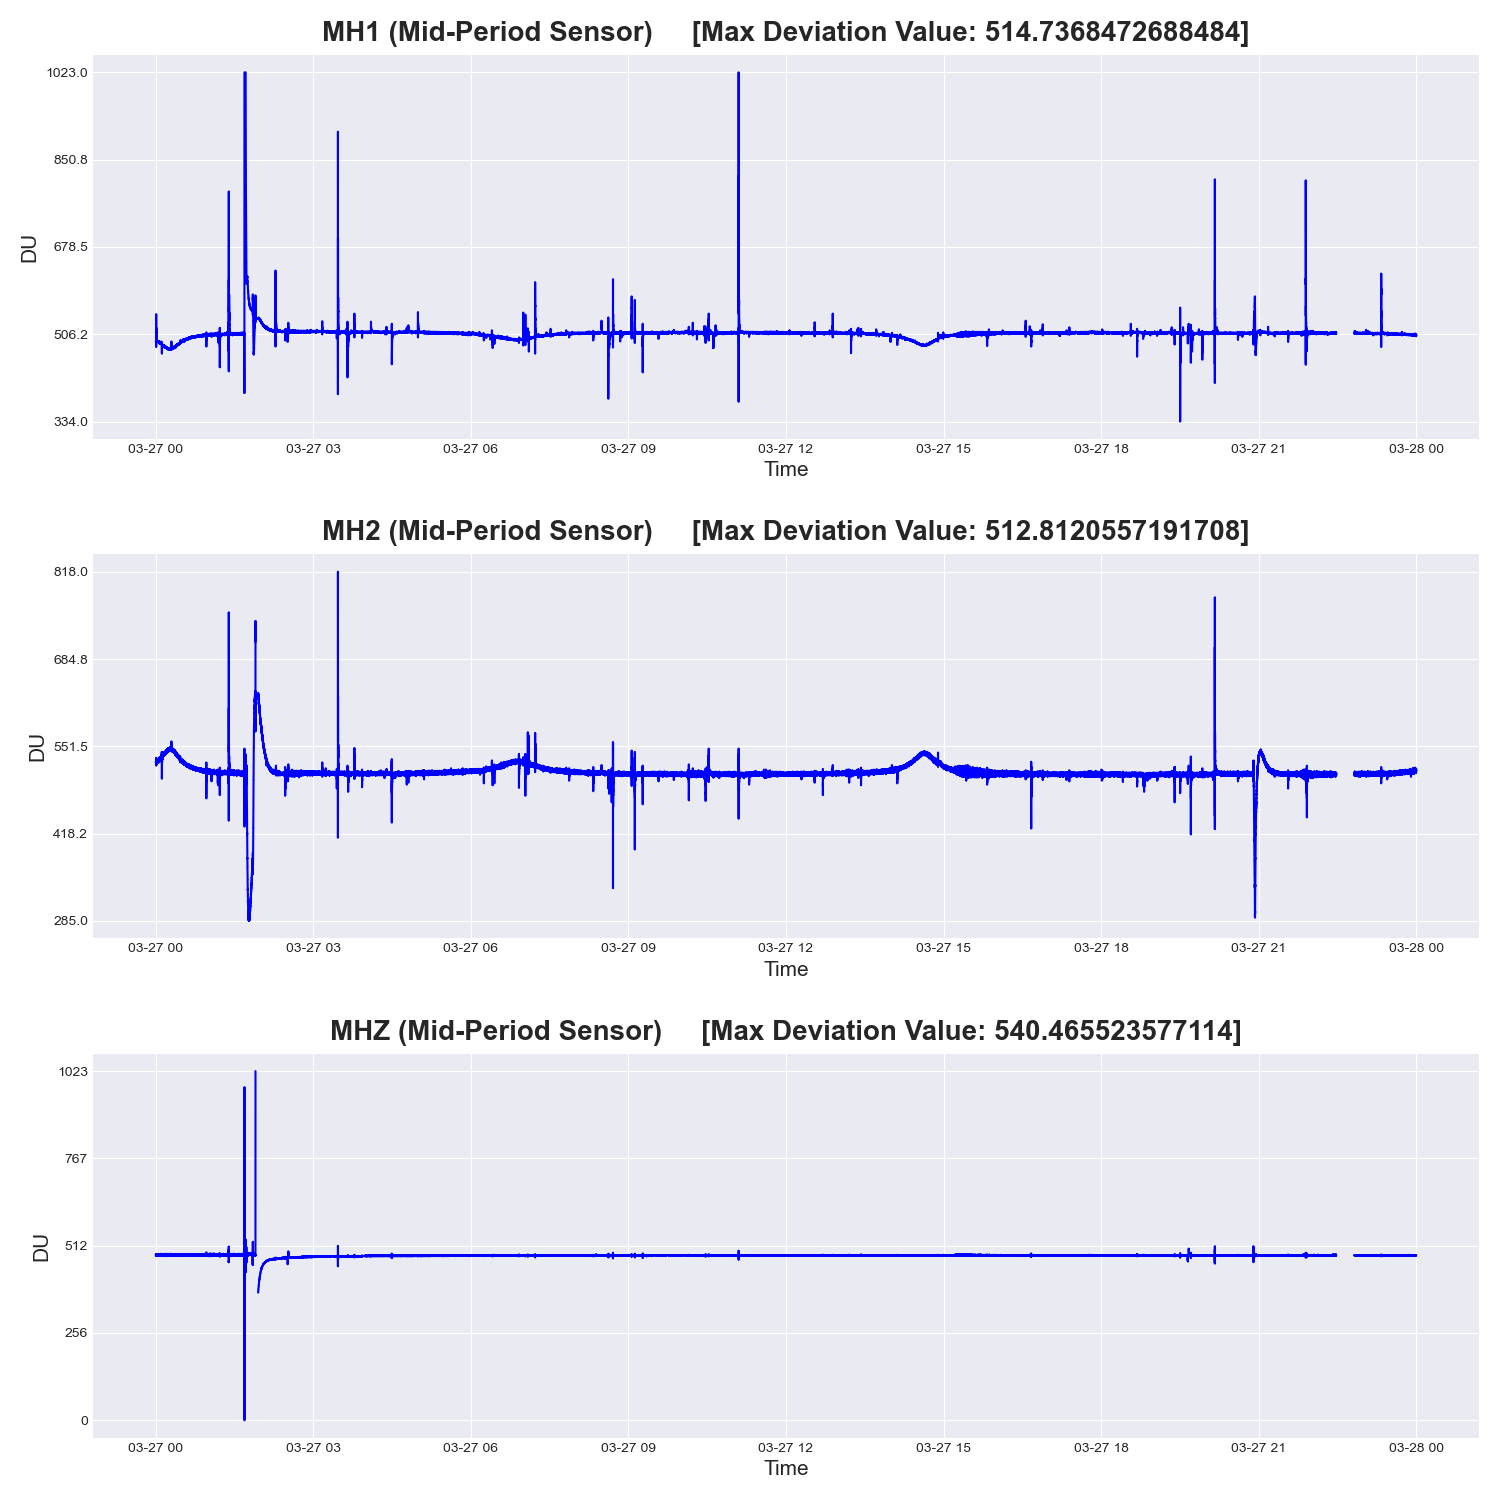 MH1 (Mid-Period Sensor) [Max Deviation Value: 514.7368472688484]
1023.0
850.8
678.5
506.2
334.0
DU
03-27 00 03-27 03 03-27 06 03-27 09 03-27 12 03-27 15 03-27 18 03-27 21 03-28 00
Time
MH2 (Mid-Period Sensor) [Max Deviation Value: 512.8120557191708]
818.0
684.8
551.5
418.2
285.0
DU
03-27 00 03-27 03 03-27 06 03-27 09 03-27 12 03-27 15 03-27 18 03-27 21 03-28 00
Time
MHZ (Mid-Period Sensor) [Max Deviation Value: 540.465523577114]
1023
767
512
256
0
DU
03-27 00 03-27 03 03-27 06 03-27 09 03-27 12 03-27 15 03-27 18 03-27 21 03-28 00
Time